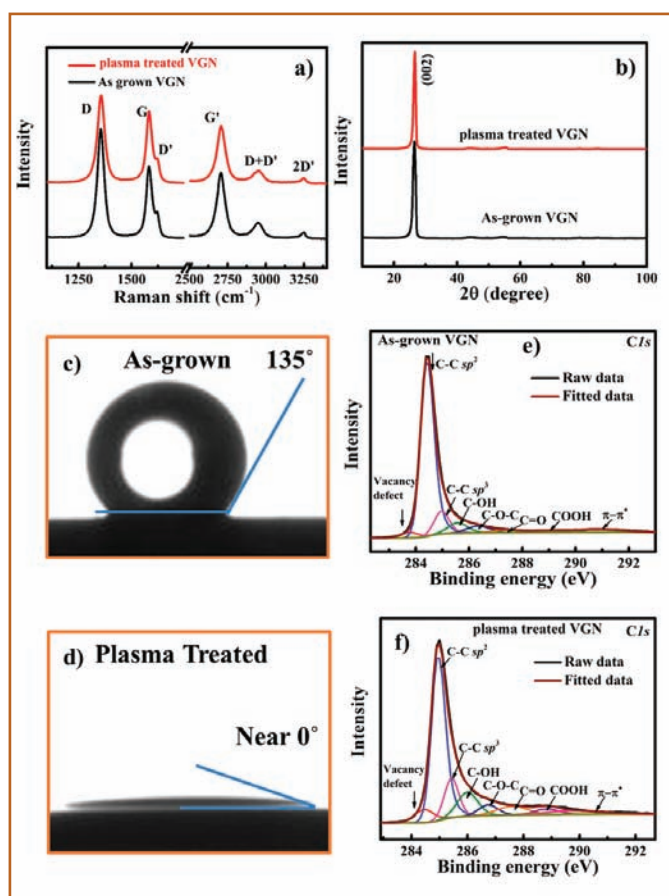 a)
plasma treated VGN
As grown VGN
D
G
D'
G'
D+D'
2D'
Intensity
1250 1500 2500 2750 3000 3250
Raman shift (cm⁻¹)
b)
(002)
plasma treated VGN
As-grown VGN
Intensity
20 40 60 80 100
2θ (degree)
c) As-grown 135°
d) Plasma Treated
Near 0°
As-grown VGN e) C1s
C-C sp²
Raw data
Fitted data
Vacancy
defect
C-C sp³
C-OH
C-O-C
C=O
COOH
π–π*
Intensity
284 286 288 290 292
Binding energy (eV)
f) plasma treated VGN C1s
C-C sp²
Raw data
Fitted data
C-C sp³
Vacancy
defect
C-OH
C-O-C
C=O
COOH
π–π*
Intensity
284 286 288 290 292
Binding energy (eV)